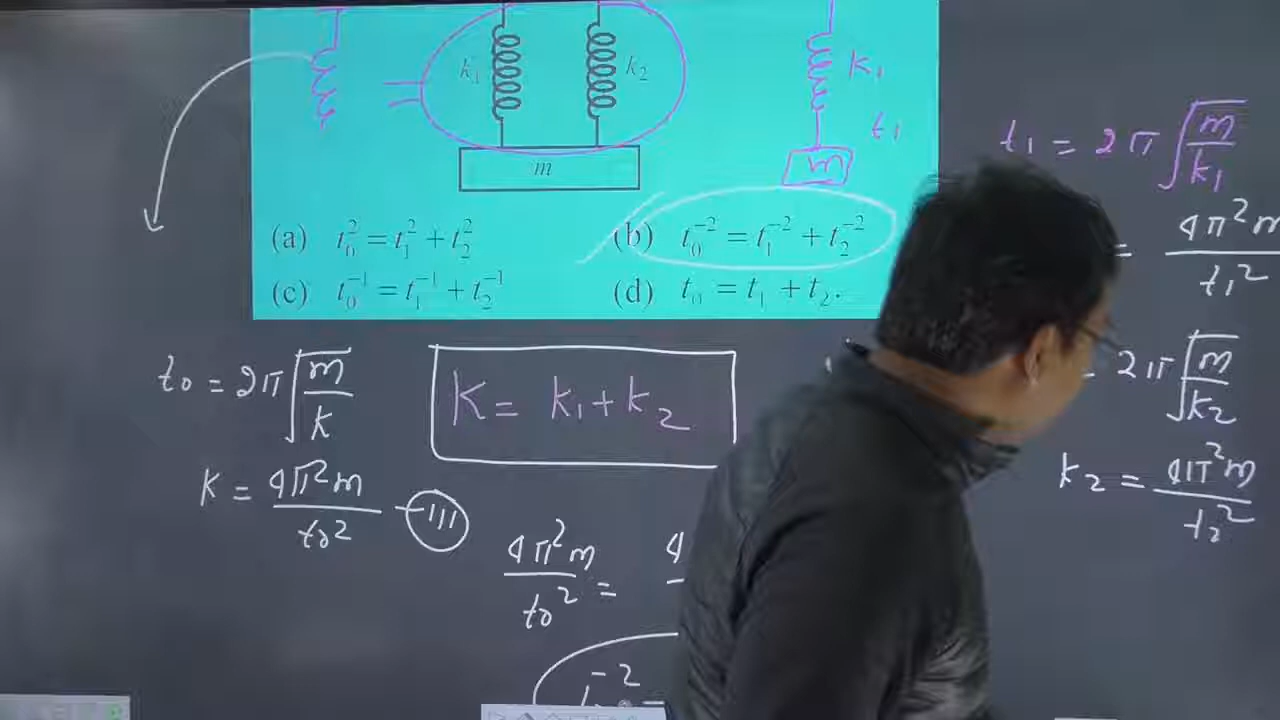 k₁ k₂ k₁
t₁
m m
t₁ = 2π√(m/k₁)
(a) t₀² = t₁² + t₂² (b) t₀⁻² = t₁⁻² + t₂⁻²
(c) t₀⁻¹ = t₁⁻¹ + t₂⁻¹ (d) t₀ = t₁ + t₂.
= 4π²m/t₁²
t₀ = 2π√(m/k)
K = k₁+k₂
= 2π√(m/k₂)
K = 4π²m/t₀² — III
k₂ = 4π²m/t₂²
4π²m/t₀² = 4
⁻² =